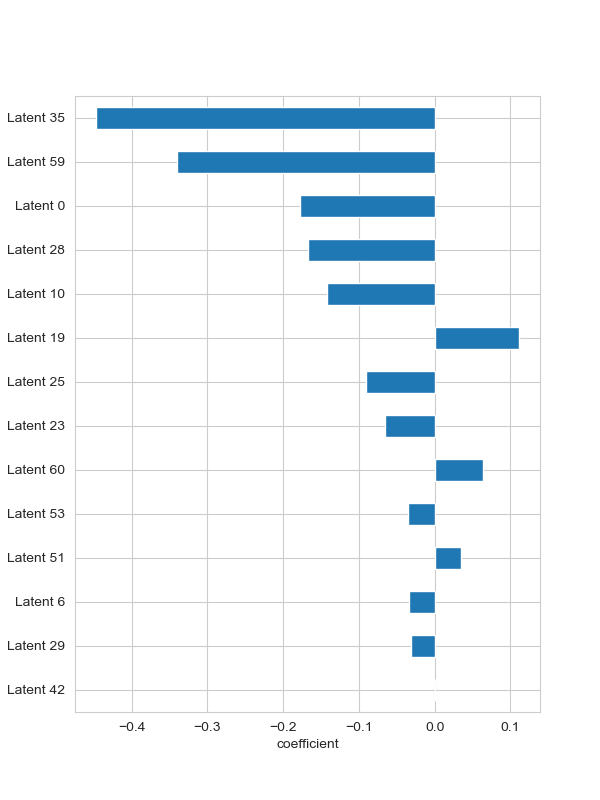 Latent 35
Latent 59
Latent 0
Latent 28
Latent 10
Latent 19
Latent 25
Latent 23
Latent 60
Latent 53
Latent 51
Latent 6
Latent 29
Latent 42
−0.4 −0.3 −0.2 −0.1 0.0 0.1
coefficient